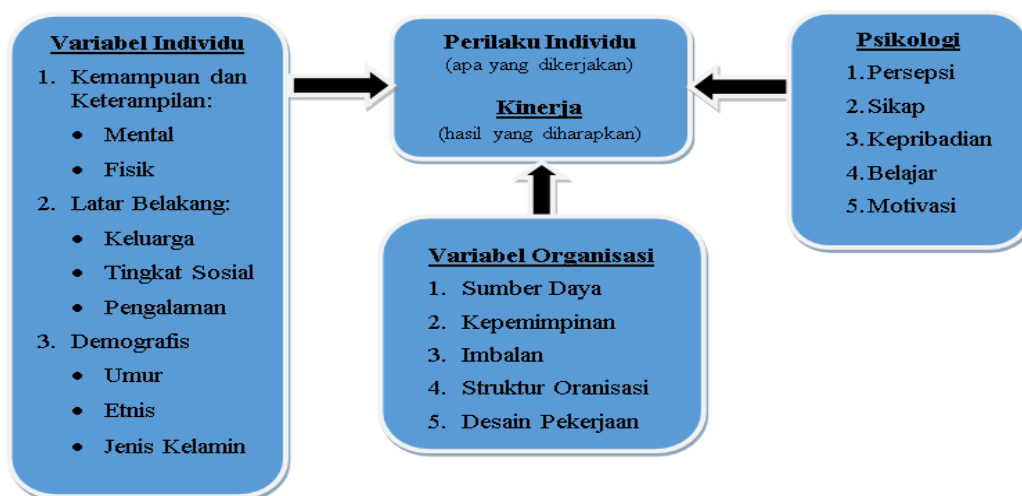 Variabel Individu
1. Kemampuan dan
Keterampilan:
• Mental
• Fisik
2. Latar Belakang:
• Keluarga
• Tingkat Sosial
• Pengalaman
3. Demografis
• Umur
• Etnis
• Jenis Kelamin
Perilaku Individu
(apa yang dikerjakan)
Kinerja
(hasil yang diharapkan)
Variabel Organisasi
1. Sumber Daya
2. Kepemimpinan
3. Imbalan
4. Struktur Oranisasi
5. Desain Pekerjaan
Psikologi
1. Persepsi
2. Sikap
3. Kepribadian
4. Belajar
5. Motivasi